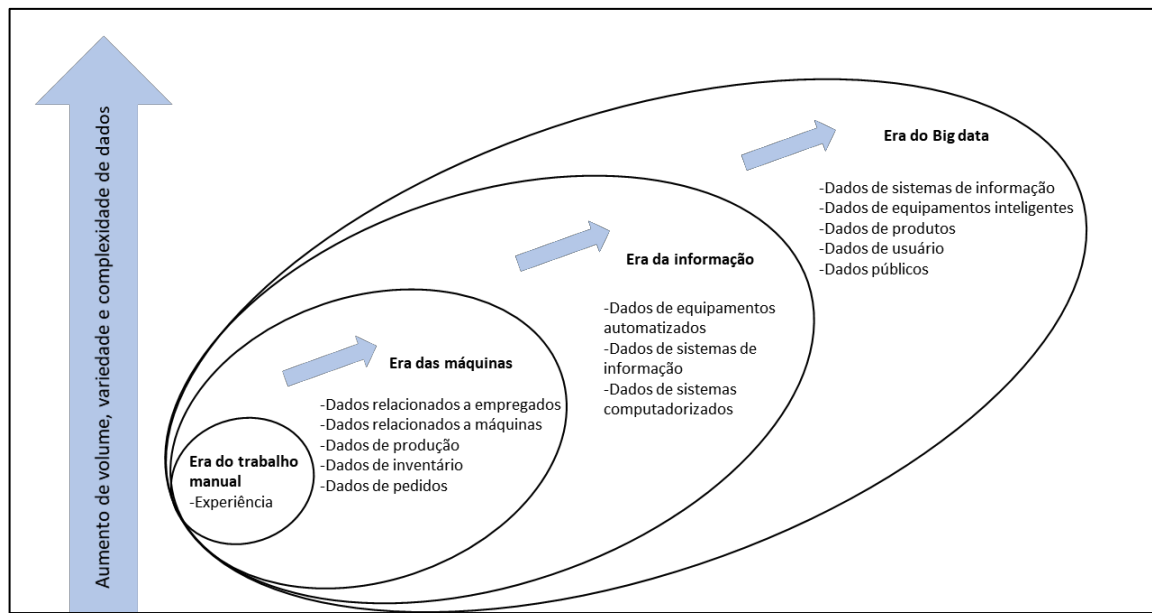 Aumento de volume, variedade e complexidade de dados
Era do trabalho
manual
-Experiência
Era das máquinas
-Dados relacionados a empregados
-Dados relacionados a máquinas
-Dados de produção
-Dados de inventário
-Dados de pedidos
Era da informação
-Dados de equipamentos
automatizados
-Dados de sistemas de
informação
-Dados de sistemas
computadorizados
Era do Big data
-Dados de sistemas de informação
-Dados de equipamentos inteligentes
-Dados de produtos
-Dados de usuário
-Dados públicos